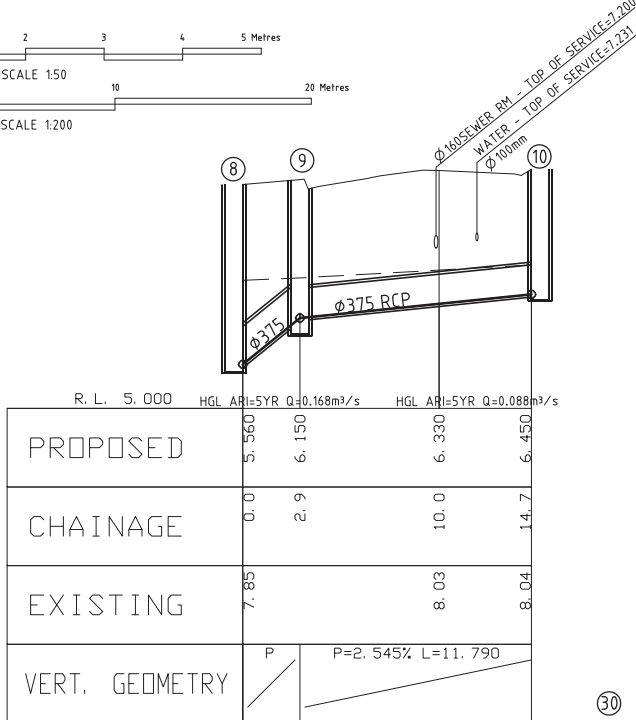 2 3 4 5 Metres
SCALE 1:50
10 20 Metres
SCALE 1:200
Ø160SEWER RM - TOP OF SERVICE=7.200
WATER - TOP OF SERVICE=7.231
Ø100mm
8 9 10
Ø375
Ø375 RCP
R. L. 5. 000
HGL ARI=5YR Q=0.168m³/s HGL ARI=5YR Q=0.088m³/s
PROPOSED 5. 560 6. 150 6. 330 6. 450
CHAINAGE 0. 0 2. 9 10. 0 14. 7
EXISTING 7. 85 8. 03 8. 04
VERT. GEOMETRY P P=2. 545% L=11. 790
30